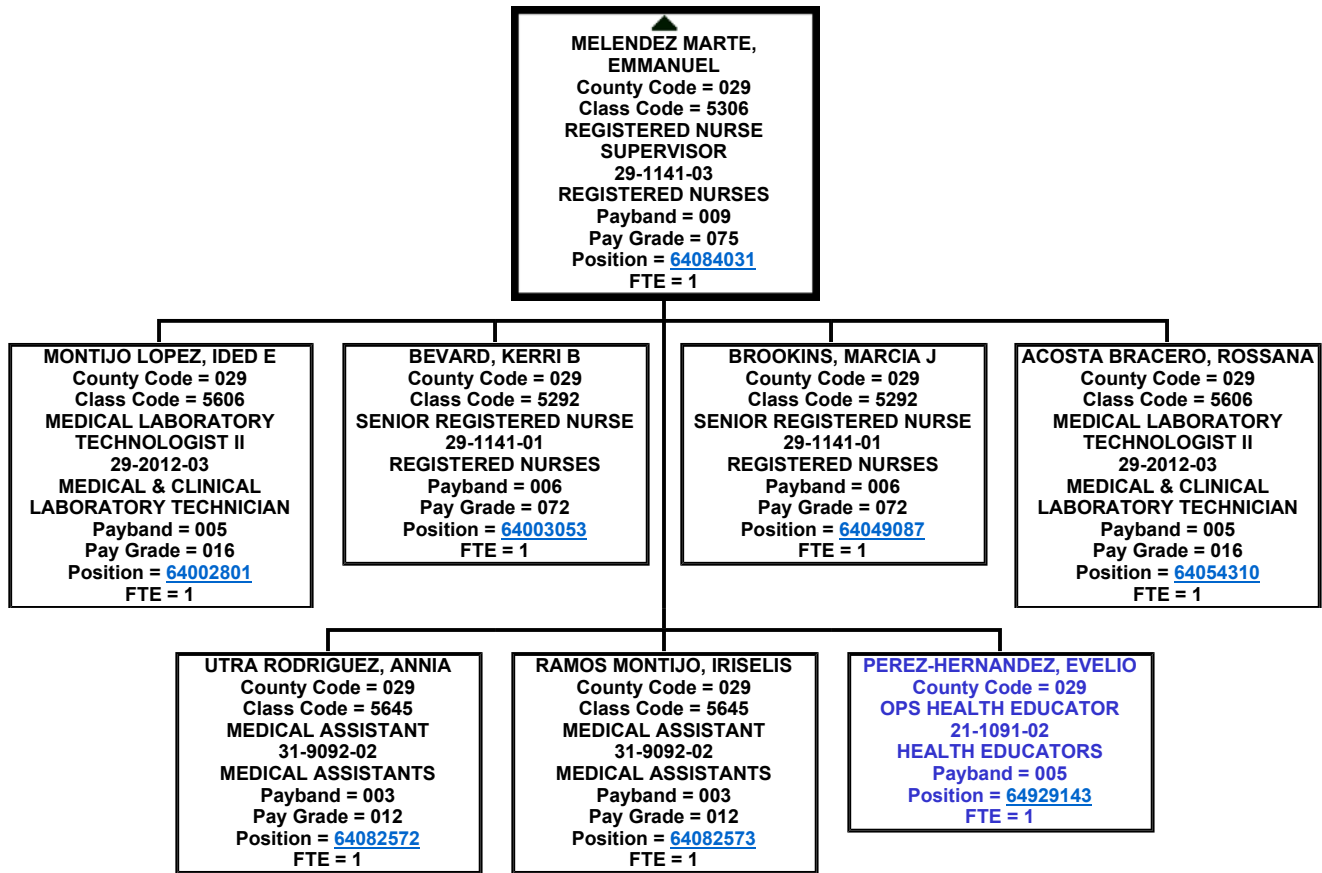 MELENDEZ MARTE,
EMMANUEL
County Code = 029
Class Code = 5306
REGISTERED NURSE
SUPERVISOR
29-1141-03
REGISTERED NURSES
Payband = 009
Pay Grade = 075
Position = 64084031
FTE = 1
MONTIJO LOPEZ, IDED E
County Code = 029
Class Code = 5606
MEDICAL LABORATORY
TECHNOLOGIST II
29-2012-03
MEDICAL & CLINICAL
LABORATORY TECHNICIAN
Payband = 005
Pay Grade = 016
Position = 64002801
FTE = 1
BEVARD, KERRI B
County Code = 029
Class Code = 5292
SENIOR REGISTERED NURSE
29-1141-01
REGISTERED NURSES
Payband = 006
Pay Grade = 072
Position = 64003053
FTE = 1
BROOKINS, MARCIA J
County Code = 029
Class Code = 5292
SENIOR REGISTERED NURSE
29-1141-01
REGISTERED NURSES
Payband = 006
Pay Grade = 072
Position = 64049087
FTE = 1
ACOSTA BRACERO, ROSSANA
County Code = 029
Class Code = 5606
MEDICAL LABORATORY
TECHNOLOGIST II
29-2012-03
MEDICAL & CLINICAL
LABORATORY TECHNICIAN
Payband = 005
Pay Grade = 016
Position = 64054310
FTE = 1
UTRA RODRIGUEZ, ANNIA
County Code = 029
Class Code = 5645
MEDICAL ASSISTANT
31-9092-02
MEDICAL ASSISTANTS
Payband = 003
Pay Grade = 012
Position = 64082572
FTE = 1
RAMOS MONTIJO, IRISELIS
County Code = 029
Class Code = 5645
MEDICAL ASSISTANT
31-9092-02
MEDICAL ASSISTANTS
Payband = 003
Pay Grade = 012
Position = 64082573
FTE = 1
PEREZ-HERNANDEZ, EVELIO
County Code = 029
OPS HEALTH EDUCATOR
21-1091-02
HEALTH EDUCATORS
Payband = 005
Position = 64929143
FTE = 1